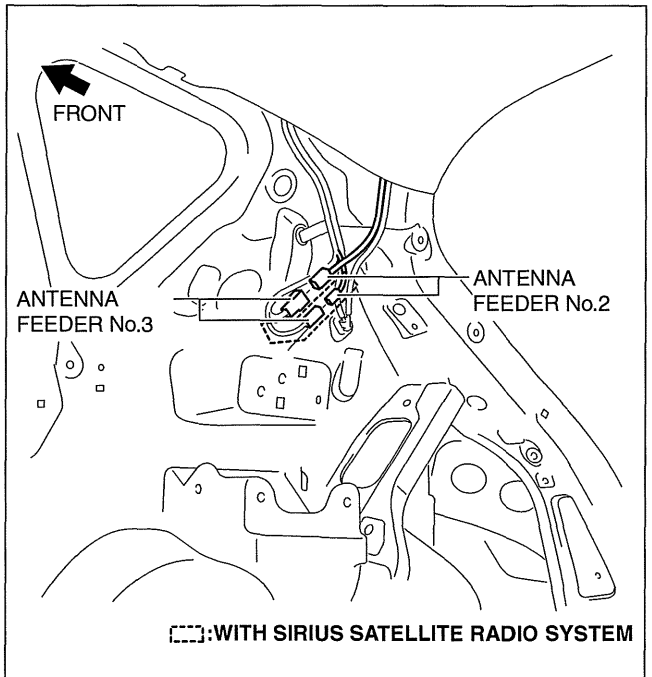 FRONT
ANTENNA
FEEDER No.3
ANTENNA
FEEDER No.2
:WITH SIRIUS SATELLITE RADIO SYSTEM